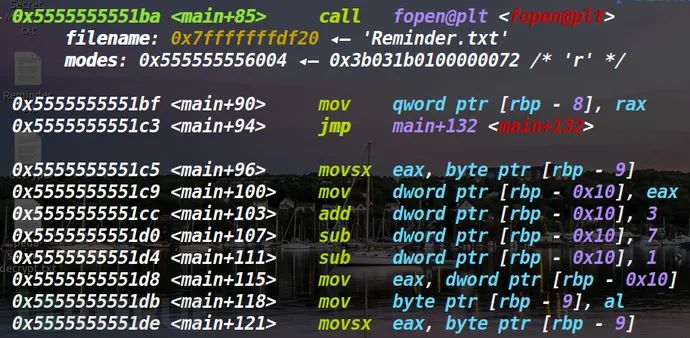 0x5555555551ba <main+85> call fopen@plt <fopen@plt>
filename: 0x7fffffffdf20 ◂— 'Reminder.txt'
modes: 0x555555556004 ◂— 0x3b031b0100000072 /* 'r' */
0x5555555551bf <main+90> mov qword ptr [rbp - 8], rax
0x5555555551c3 <main+94> jmp main+132 <main+132>
0x5555555551c5 <main+96> movsx eax, byte ptr [rbp - 9]
0x5555555551c9 <main+100> mov dword ptr [rbp - 0x10], eax
0x5555555551cc <main+103> add dword ptr [rbp - 0x10], 3
0x5555555551d0 <main+107> sub dword ptr [rbp - 0x10], 7
0x5555555551d4 <main+111> sub dword ptr [rbp - 0x10], 1
0x5555555551d8 <main+115> mov eax, dword ptr [rbp - 0x10]
0x5555555551db <main+118> mov byte ptr [rbp - 9], al
0x5555555551de <main+121> movsx eax, byte ptr [rbp - 9]